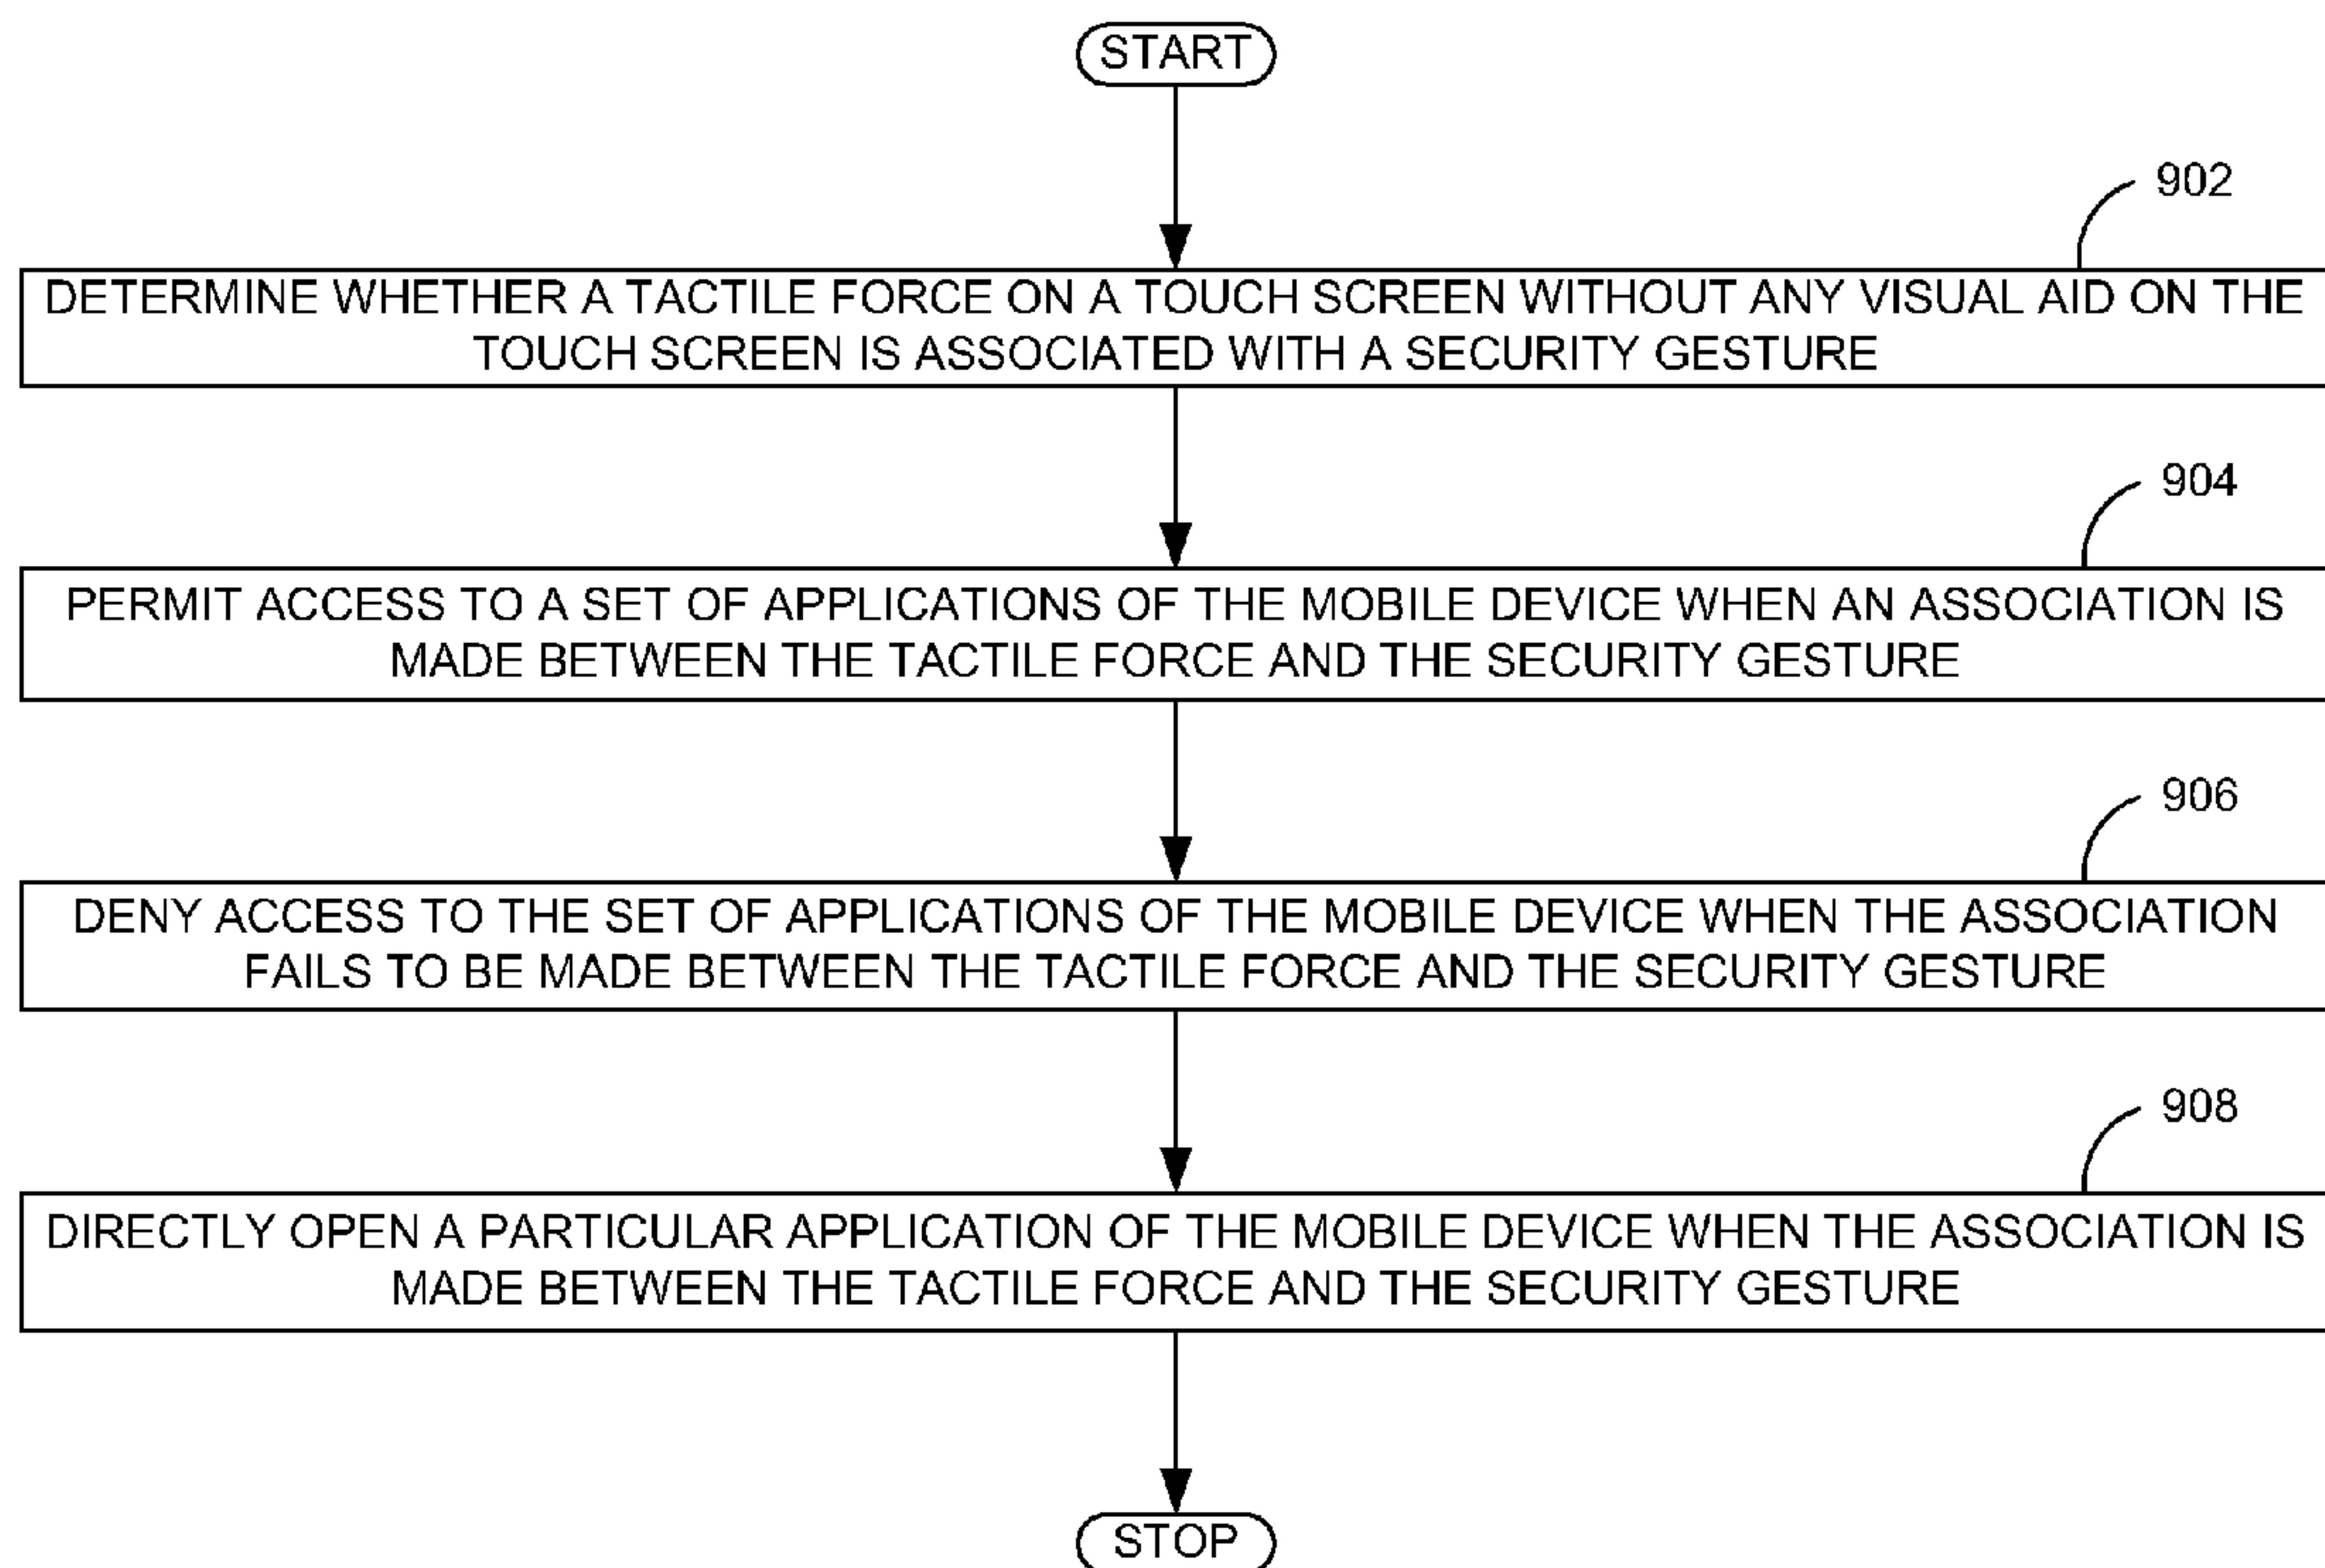 START
902
DETERMINE WHETHER A TACTILE FORCE ON A TOUCH SCREEN WITHOUT ANY VISUAL AID ON THE
TOUCH SCREEN IS ASSOCIATED WITH A SECURITY GESTURE
904
PERMIT ACCESS TO A SET OF APPLICATIONS OF THE MOBILE DEVICE WHEN AN ASSOCIATION IS
MADE BETWEEN THE TACTILE FORCE AND THE SECURITY GESTURE
906
DENY ACCESS TO THE SET OF APPLICATIONS OF THE MOBILE DEVICE WHEN THE ASSOCIATION
FAILS TO BE MADE BETWEEN THE TACTILE FORCE AND THE SECURITY GESTURE
908
DIRECTLY OPEN A PARTICULAR APPLICATION OF THE MOBILE DEVICE WHEN THE ASSOCIATION IS
MADE BETWEEN THE TACTILE FORCE AND THE SECURITY GESTURE
STOP